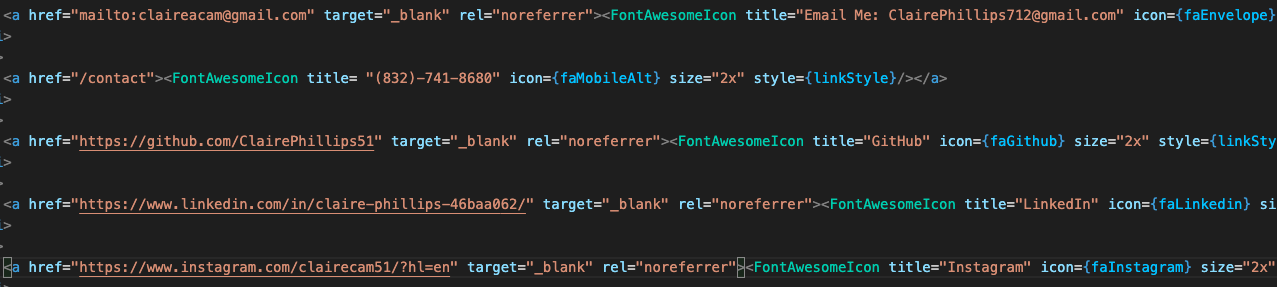 <a href="mailto:claireacam@gmail.com" target="_blank" rel="noreferrer"><FontAwesomeIcon title="Email Me: ClairePhillips712@gmail.com" icon={faEnvelope}
i>
>
<a href="/contact"><FontAwesomeIcon title= "(832)-741-8680" icon={faMobileAlt} size="2x" style={linkStyle}/></a>
i>
>
<a href="https://github.com/ClairePhillips51" target="_blank" rel="noreferrer"><FontAwesomeIcon title="GitHub" icon={faGithub} size="2x" style={linkSty
i>
>
<a href="https://www.linkedin.com/in/claire-phillips-46baa062/" target="_blank" rel="noreferrer"><FontAwesomeIcon title="LinkedIn" icon={faLinkedin} si
i>
>
<a href="https://www.instagram.com/clairecam51/?hl=en" target="_blank" rel="noreferrer"><FontAwesomeIcon title="Instagram" icon={faInstagram} size="2x"
i>